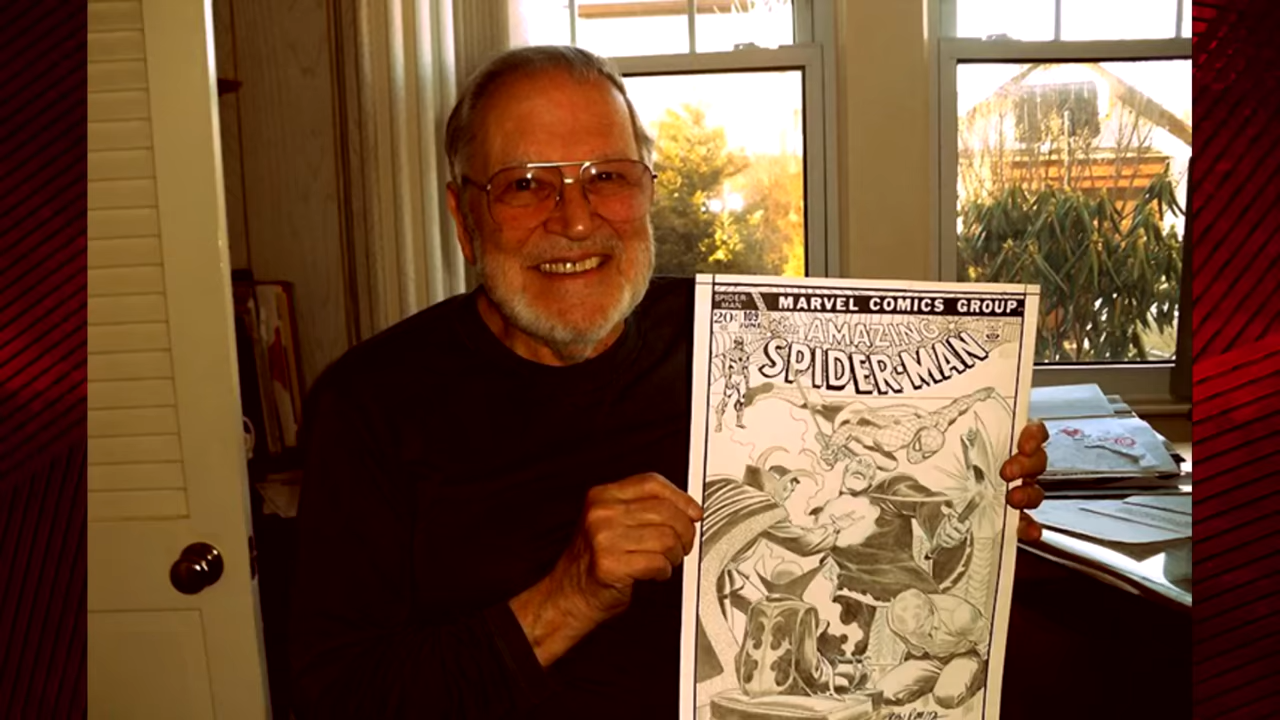 SPIDER-
MAN
MARVEL COMICS GROUP
20¢ 109
JUNE
THE AMAZING
SPIDER-MAN